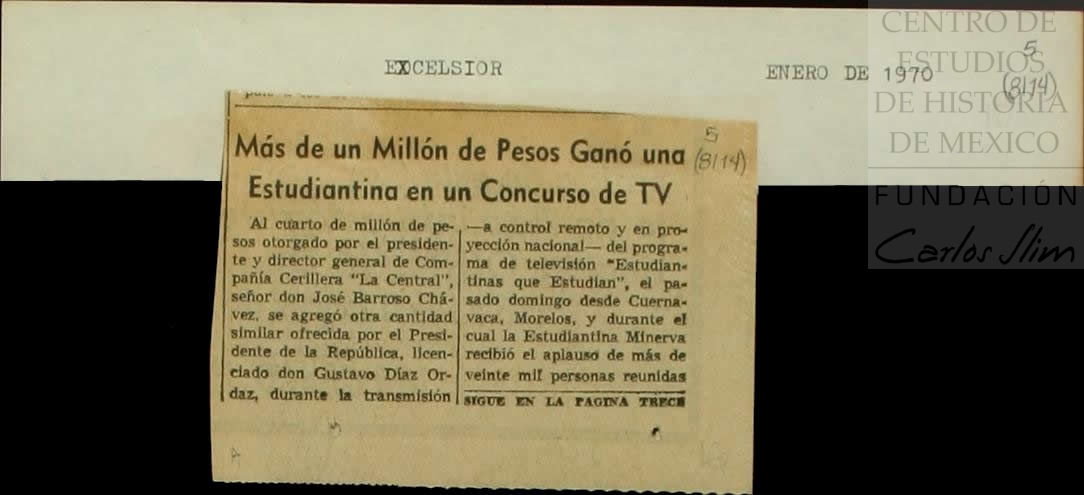 EXCELSIOR
ENERO DE 1970
5
(8/14)
CENTRO DE
ESTUDIOS
DE HISTORIA
DE MEXICO
FUNDACIÓN
Carlos Slim
5
(8/14)
Más de un Millón de Pesos Ganó una
Estudiantina en un Concurso de TV
Al cuarto de millón de pe-
sos otorgado por el presiden-
te y director general de Com-
pañía Cerillera "La Central",
señor don José Barroso Chá-
vez, se agregó otra cantidad
similar ofrecida por el Presi-
dente de la República, licen-
ciado don Gustavo Díaz Or-
daz, durante la transmisión
—a control remoto y en pro-
yección nacional— del progra-
ma de televisión "Estudian-
tinas que Estudian", el pa-
sado domingo desde Cuerna-
vaca, Morelos, y durante el
cual la Estudiantina Minerva
recibió el aplauso de más de
veinte mil personas reunidas
SIGUE EN LA PAGINA TRECE